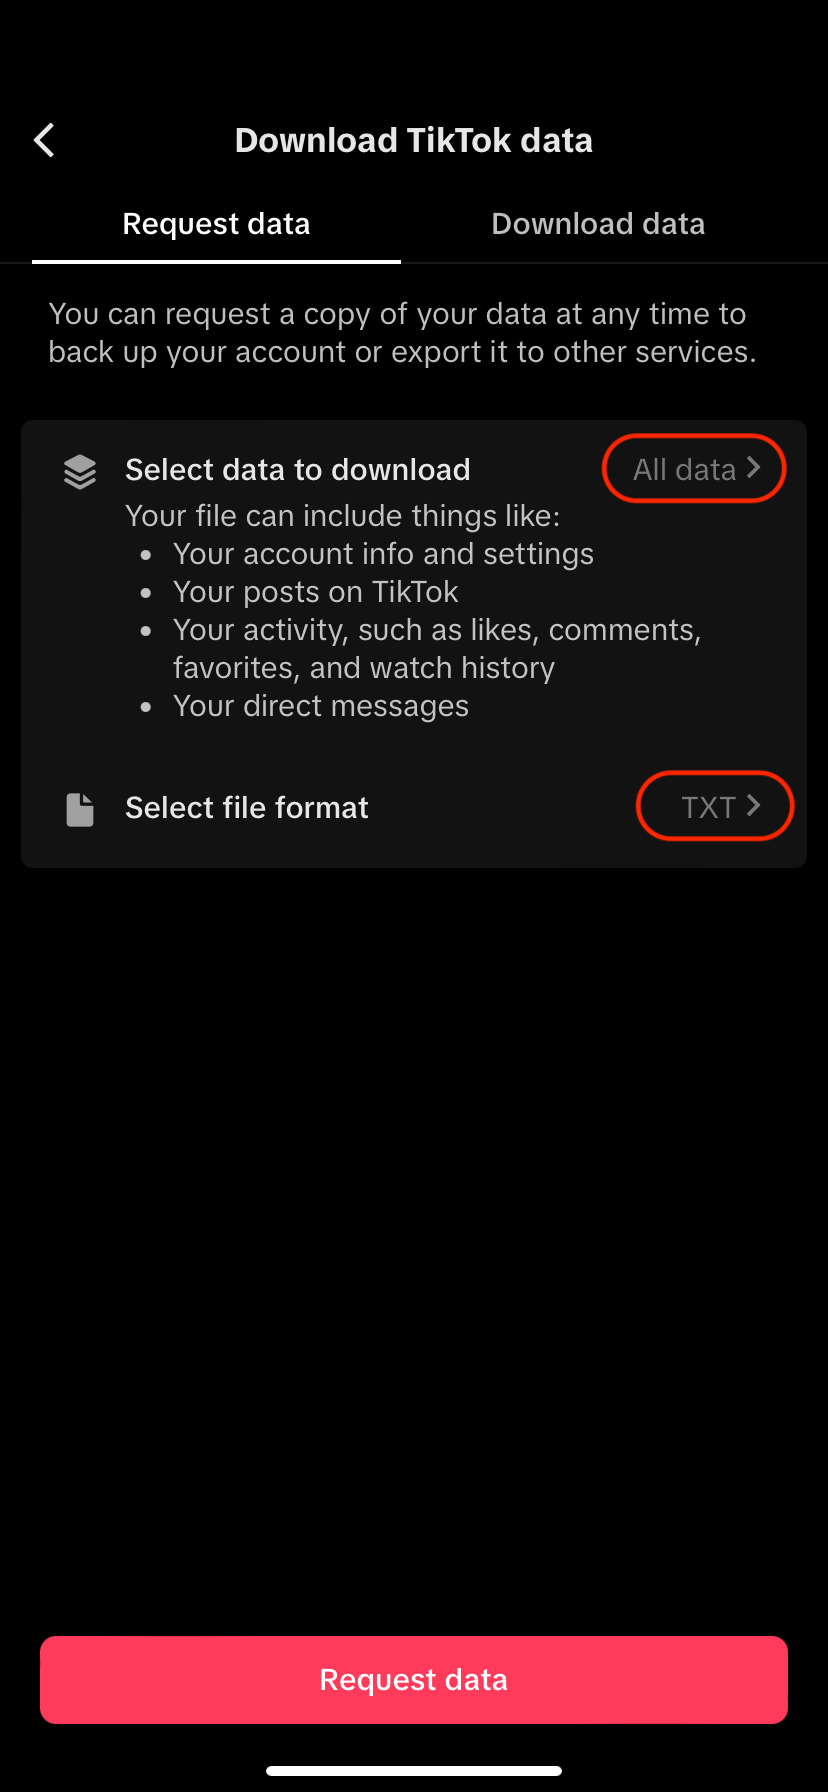 Download TikTok data
Request data
Download data
You can request a copy of your data at any time to
back up your account or export it to other services.
Select data to download
All data
Your file can include things like:
• Your account info and settings
• Your posts on TikTok
• Your activity, such as likes, comments,
favorites, and watch history
• Your direct messages
Select file format
TXT
Request data